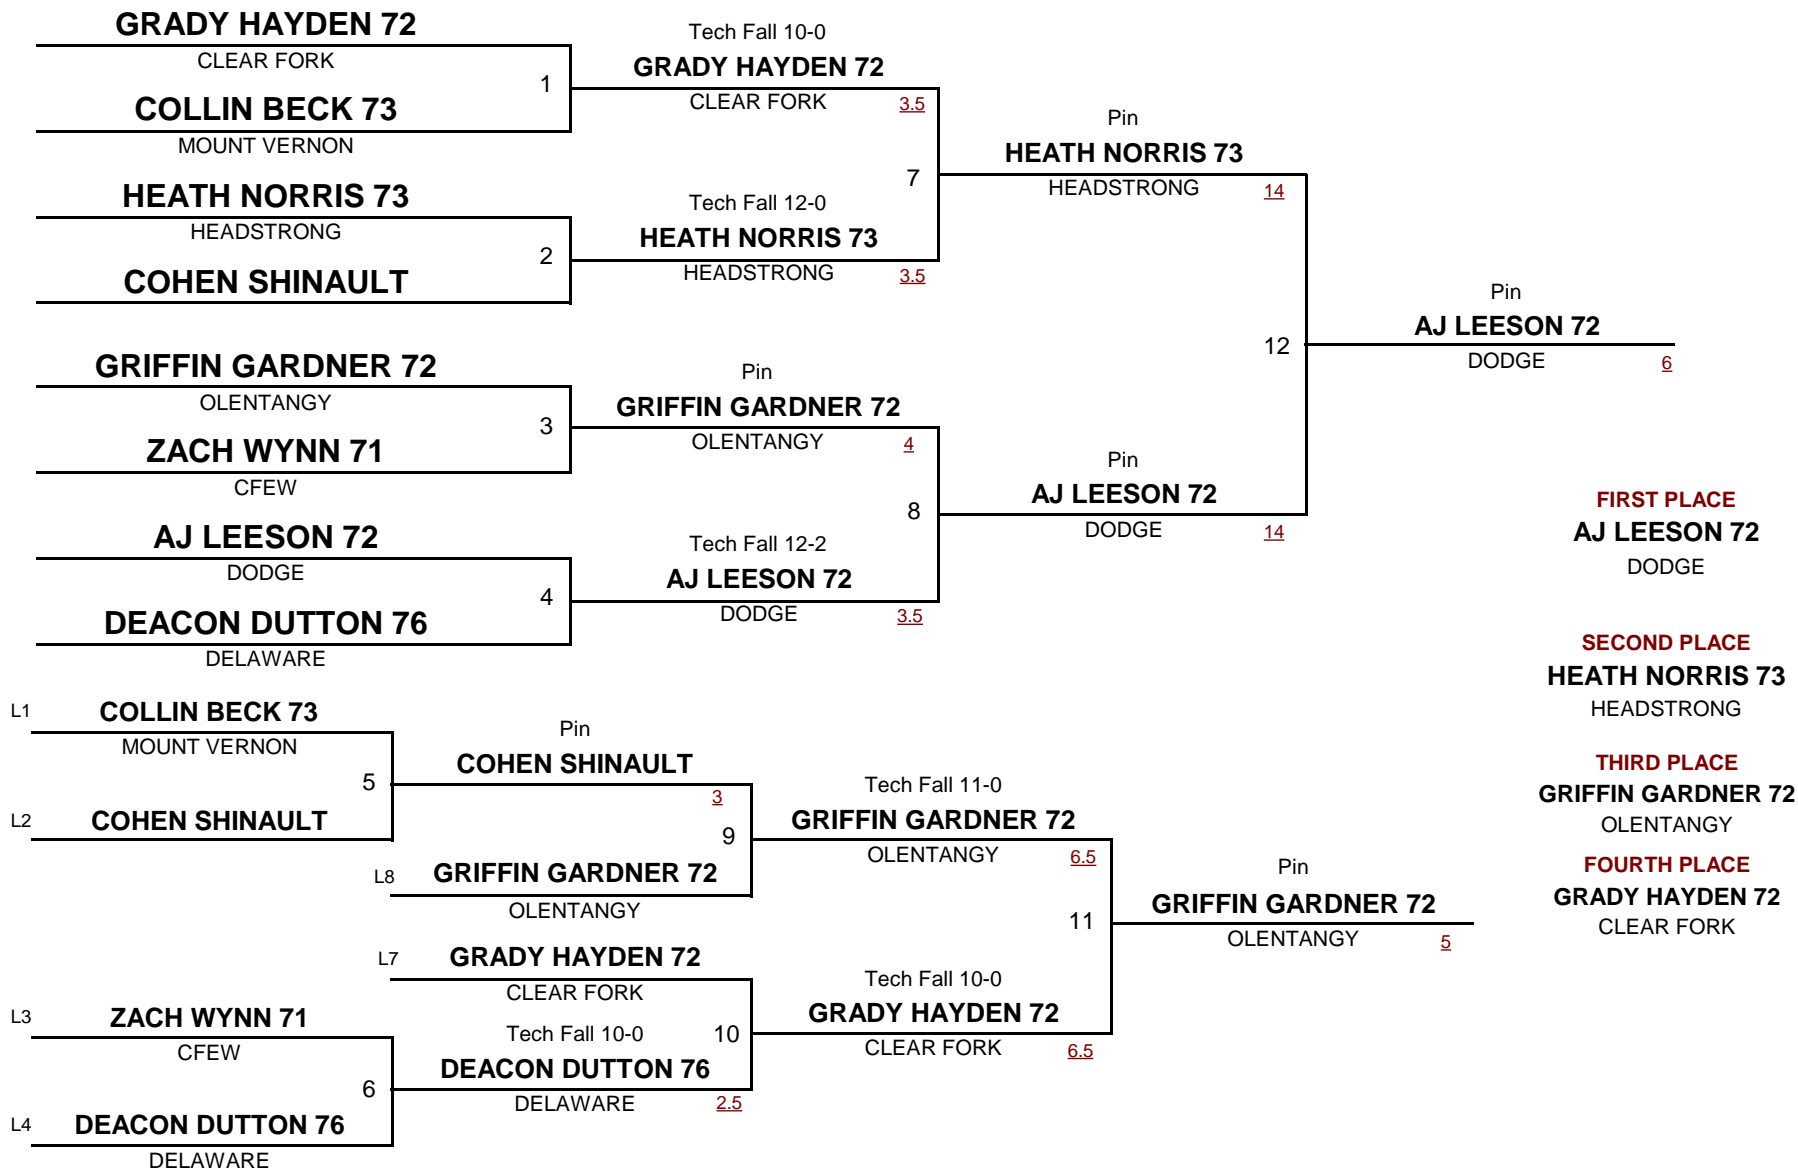 GRADY HAYDEN 72
CLEAR FORK
1
COLLIN BECK 73
MOUNT VERNON
HEATH NORRIS 73
HEADSTRONG
2
COHEN SHINAULT
GRIFFIN GARDNER 72
OLENTANGY
3
ZACH WYNN 71
CFEW
AJ LEESON 72
DODGE
4
DEACON DUTTON 76
DELAWARE
Tech Fall 10-0
GRADY HAYDEN 72
CLEAR FORK
3.5
7
Tech Fall 12-0
HEATH NORRIS 73
HEADSTRONG
3.5
Pin
GRIFFIN GARDNER 72
OLENTANGY
4
8
Tech Fall 12-2
AJ LEESON 72
DODGE
3.5
Pin
HEATH NORRIS 73
HEADSTRONG
14
12
Pin
AJ LEESON 72
DODGE
14
Pin
AJ LEESON 72
DODGE
6
L1
COLLIN BECK 73
MOUNT VERNON
5
L2
COHEN SHINAULT
L3
ZACH WYNN 71
CFEW
6
L4
DEACON DUTTON 76
DELAWARE
Pin
COHEN SHINAULT
3
9
L8
GRIFFIN GARDNER 72
OLENTANGY
L7
GRADY HAYDEN 72
CLEAR FORK
10
Tech Fall 10-0
DEACON DUTTON 76
DELAWARE
2.5
Tech Fall 11-0
GRIFFIN GARDNER 72
OLENTANGY
6.5
11
Tech Fall 10-0
GRADY HAYDEN 72
CLEAR FORK
6.5
Pin
GRIFFIN GARDNER 72
OLENTANGY
5
FIRST PLACE
AJ LEESON 72
DODGE
SECOND PLACE
HEATH NORRIS 73
HEADSTRONG
THIRD PLACE
GRIFFIN GARDNER 72
OLENTANGY
FOURTH PLACE
GRADY HAYDEN 72
CLEAR FORK